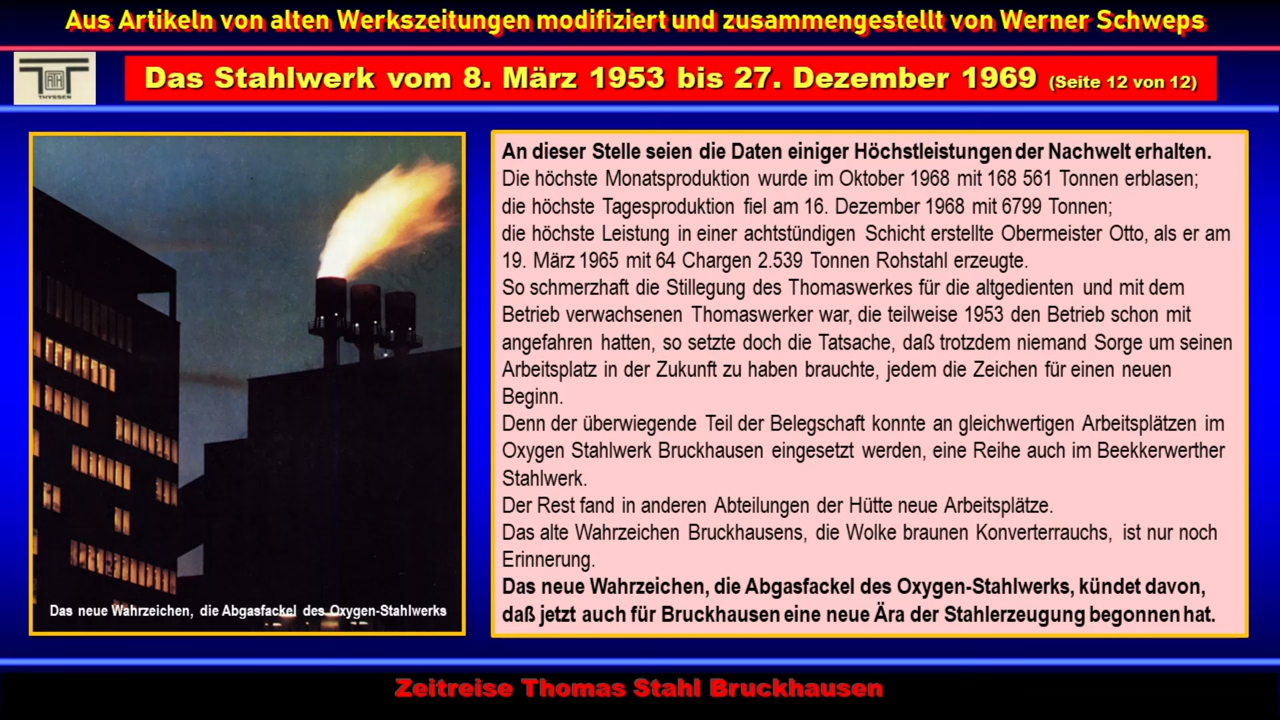 Aus Artikeln von alten Werkszeitungen modifiziert und zusammengestellt von Werner Schweps
ATH
THYSSEN
Das Stahlwerk vom 8. März 1953 bis 27. Dezember 1969 (Seite 12 von 12)
An dieser Stelle seien die Daten einiger Höchstleistungen der Nachwelt erhalten.
Die höchste Monatsproduktion wurde im Oktober 1968 mit 168 561 Tonnen erblasen;
die höchste Tagesproduktion fiel am 16. Dezember 1968 mit 6799 Tonnen;
die höchste Leistung in einer achtstündigen Schicht erstellte Obermeister Otto, als er am
19. März 1965 mit 64 Chargen 2.539 Tonnen Rohstahl erzeugte.
So schmerzhaft die Stillegung des Thomaswerkes für die altgedienten und mit dem
Betrieb verwachsenen Thomaswerker war, die teilweise 1953 den Betrieb schon mit
angefahren hatten, so setzte doch die Tatsache, daß trotzdem niemand Sorge um seinen
Arbeitsplatz in der Zukunft zu haben brauchte, jedem die Zeichen für einen neuen
Beginn.
Denn der überwiegende Teil der Belegschaft konnte an gleichwertigen Arbeitsplätzen im
Oxygen Stahlwerk Bruckhausen eingesetzt werden, eine Reihe auch im Beekkerwerther
Stahlwerk.
Der Rest fand in anderen Abteilungen der Hütte neue Arbeitsplätze.
Das alte Wahrzeichen Bruckhausens, die Wolke braunen Konverterrauchs, ist nur noch
Erinnerung.
Das neue Wahrzeichen, die Abgasfackel des Oxygen-Stahlwerks, kündet davon,
daß jetzt auch für Bruckhausen eine neue Ära der Stahlerzeugung begonnen hat.
Das neue Wahrzeichen, die Abgasfackel des Oxygen-Stahlwerks
Zeitreise Thomas Stahl Bruckhausen